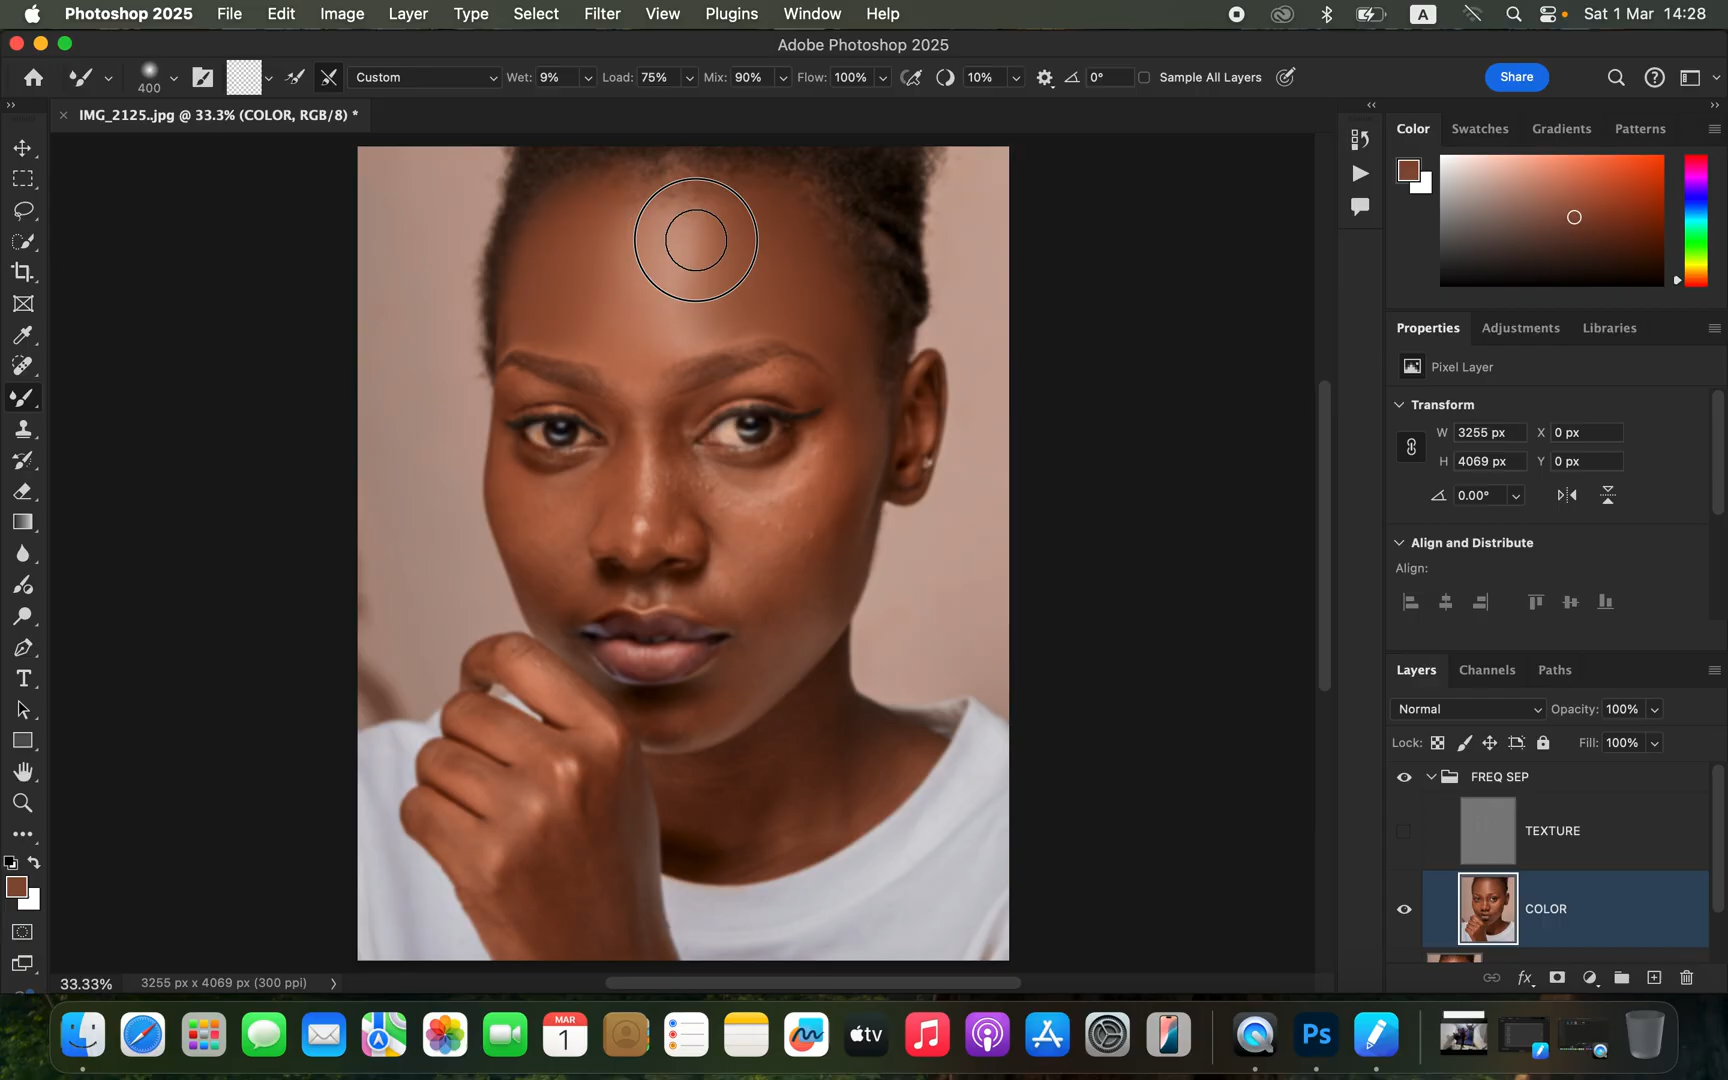 Photoshop 2025 File Edit Image Layer Type Select Filter View Plugins Window Help A Sat 1 Mar 14:28
Adobe Photoshop 2025
400 Custom Wet: 9% Load: 75% Mix: 90% Flow: 100% 10% 0° Sample All Layers Share
IMG_2125..jpg @ 33.3% (COLOR, RGB/8) *
Color Swatches Gradients Patterns
Properties Adjustments Libraries
Pixel Layer
Transform
W 3255 px X 0 px
H 4069 px Y 0 px
0.00°
Align and Distribute
Align:
Layers Channels Paths
Normal Opacity: 100%
Lock: Fill: 100%
FREQ SEP
TEXTURE
COLOR
33.33% 3255 px x 4069 px (300 ppi)
MAR
1
tv
Ps